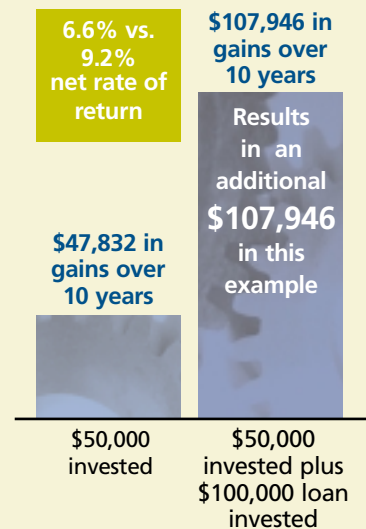 6.6% vs.
9.2%
net rate of
return
$107,946 in
gains over
10 years
Results
in an
additional
$107,946
in this
example
$47,832 in
gains over
10 years
$50,000
invested
$50,000
invested plus
$100,000 loan
invested